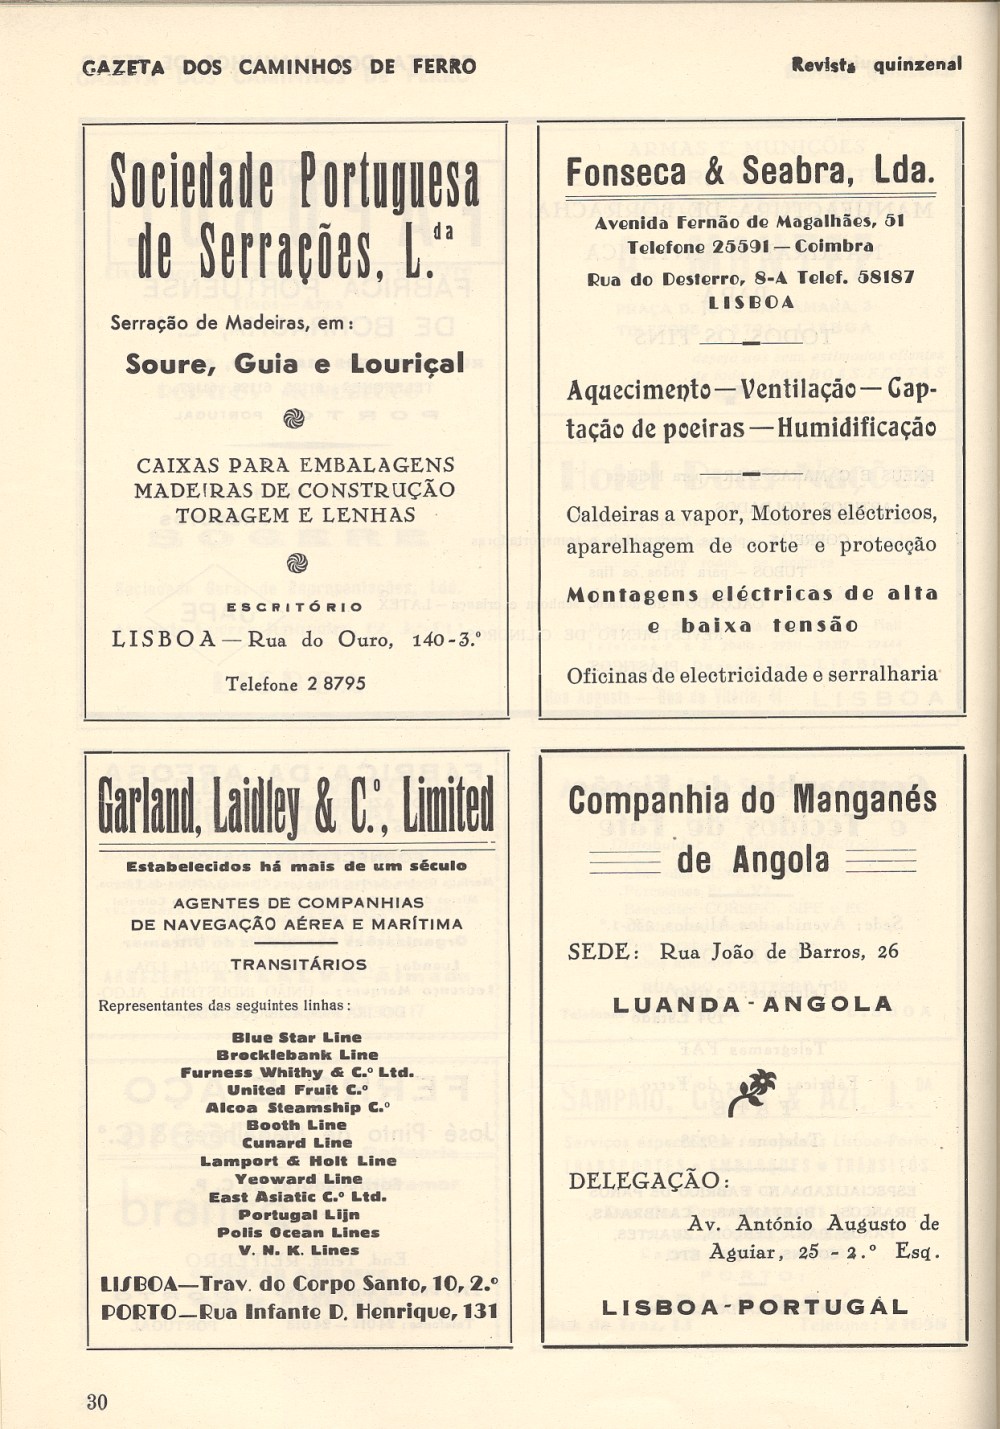 GAZETA DOS CAMINHOS DE FERRO
Revista quinzenal
Sociedade Portuguesa
de Serrações, L.da
Serração de Madeiras, em:
Soure, Guia e Louriçal
CAIXAS PARA EMBALAGENS
MADEIRAS DE CONSTRUÇÃO
TORAGEM E LENHAS
ESCRITÓRIO
LISBOA — Rua do Ouro, 140-3.º
Telefone 2 8795
Fonseca & Seabra, Lda.
Avenida Fernão de Magalhães, 51
Telefone 25591 — Coimbra
Rua do Desterro, 8-A Telef. 58187
LISBOA
Aquecimento — Ventilação — Cap-
tação de poeiras — Humidificação
Caldeiras a vapor, Motores eléctricos,
aparelhagem de corte e protecção
Montagens eléctricas de alta
e baixa tensão
Oficinas de electricidade e serralharia
Garland, Laidley & C.º, Limited
Estabelecidos há mais de um século
AGENTES DE COMPANHIAS
DE NAVEGAÇÃO AÉREA E MARÍTIMA
TRANSITÁRIOS
Representantes das seguintes linhas:
Blue Star Line
Brocklebank Line
Furness Whithy & C.º Ltd.
United Fruit C.º
Alcoa Steamship C.º
Booth Line
Cunard Line
Lamport & Holt Line
Yeoward Line
East Asiatic C.º Ltd.
Portugal Lijn
Polis Ocean Lines
V. N. K. Lines
LISBOA—Trav. do Corpo Santo, 10, 2.º
PORTO—Rua Infante D. Henrique, 131
Companhia do Manganés
de Angola
SEDE: Rua João de Barros, 26
LUANDA - ANGOLA
DELEGAÇÃO:
Av. António Augusto de
Aguiar, 25 - 2.º Esq.
LISBOA - PORTUGAL
30